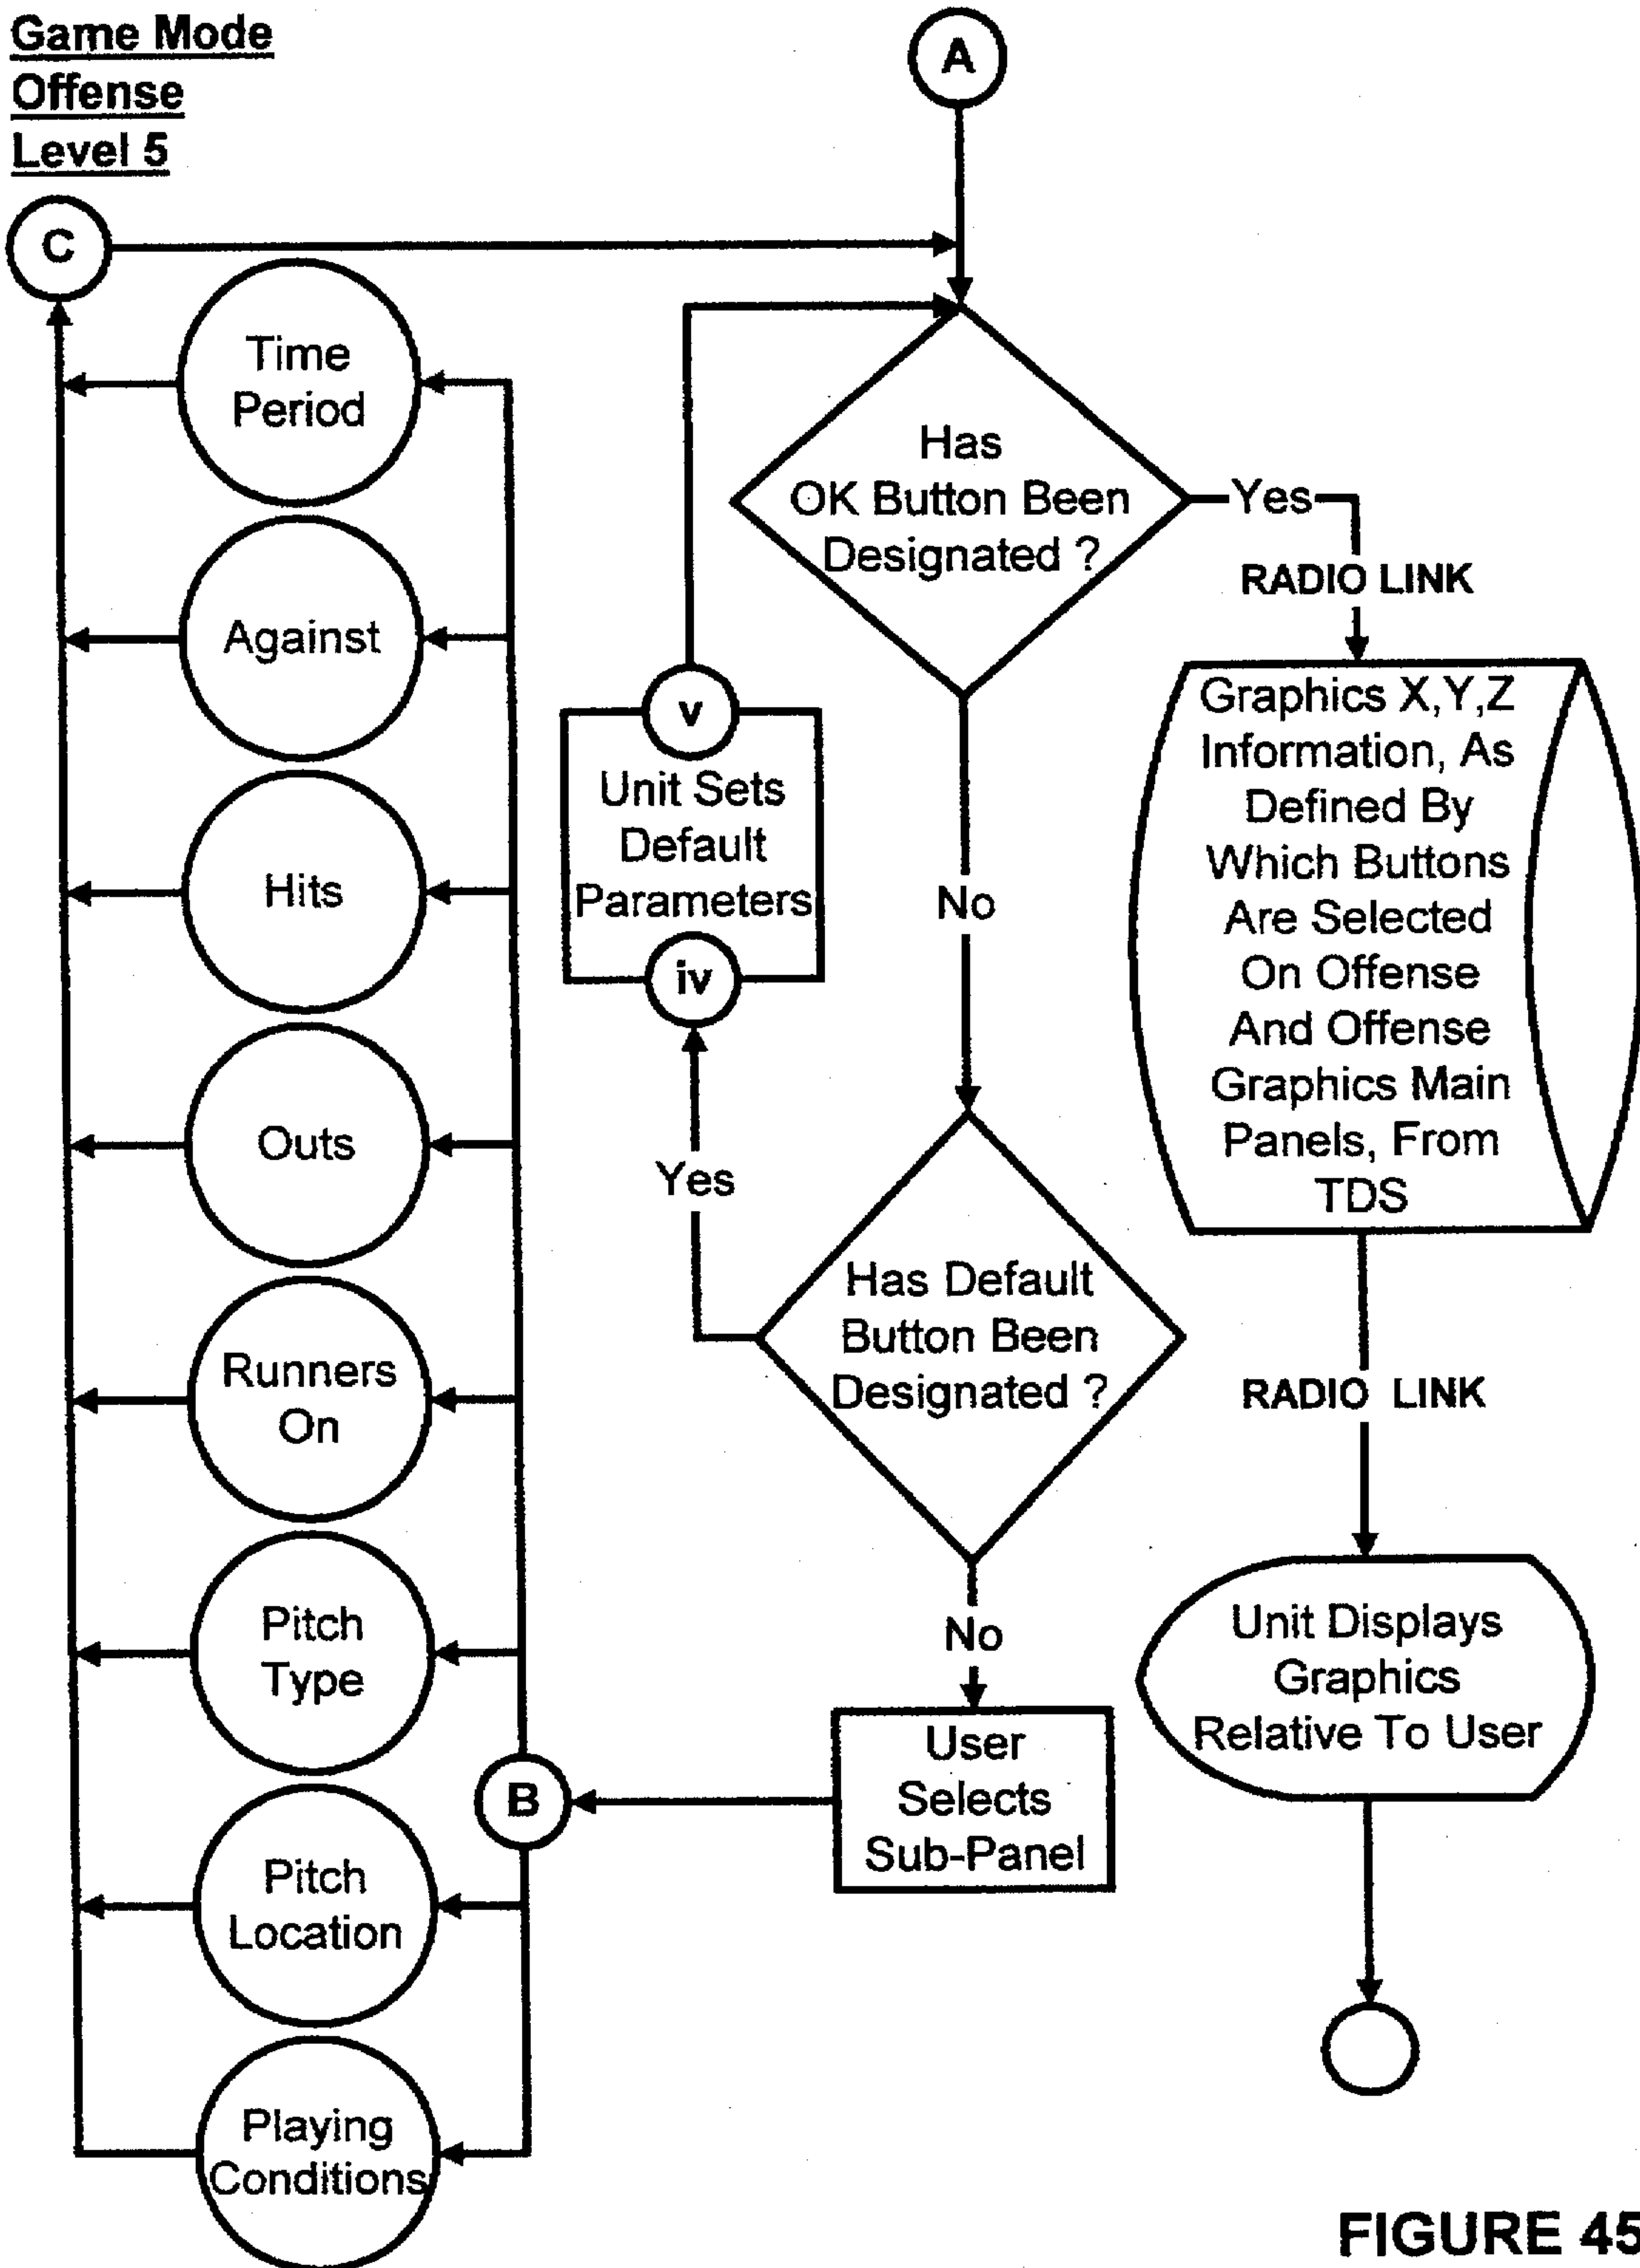 Game Mode
Offense
Level 5
A
C
Time
Period
Against
Hits
Outs
Runners
On
Pitch
Type
Pitch
Location
Playing
Conditions
B
Has
OK Button Been
Designated ?
Yes
RADIO LINK
v
Unit Sets
Default
Parameters
iv
Yes
No
Has Default
Button Been
Designated ?
No
User
Selects
Sub-Panel
Graphics X,Y,Z
Information, As
Defined By
Which Buttons
Are Selected
On Offense
And Offense
Graphics Main
Panels, From
TDS
RADIO LINK
Unit Displays
Graphics
Relative To User
FIGURE 45